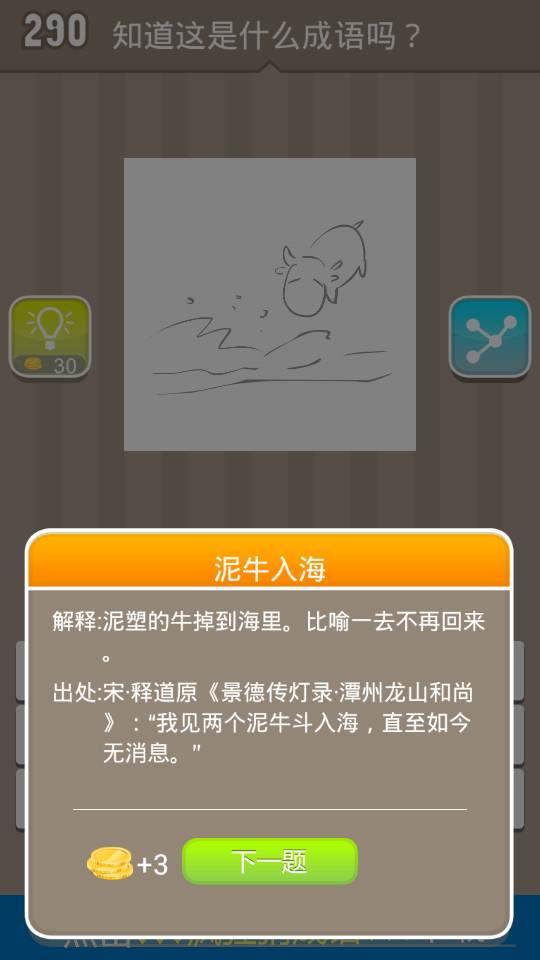 290 知道这是什么成语吗？
30
泥牛入海
解释:泥塑的牛掉到海里。比喻一去不再回来
。
出处:宋·释道原《景德传灯录·潭州龙山和尚
》：“我见两个泥牛斗入海，直至如今
无消息。”
+3 下一题